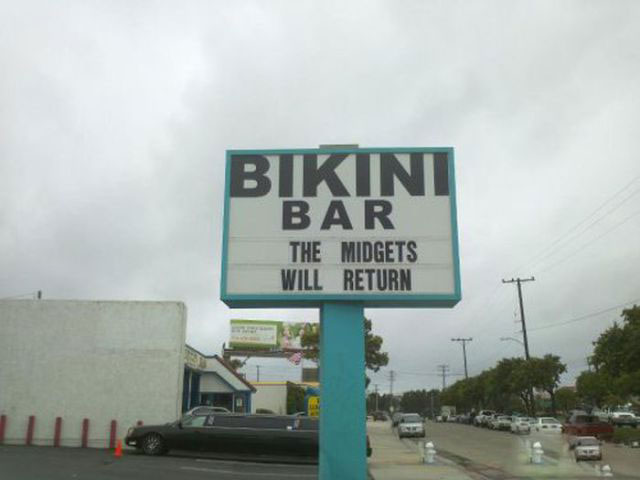 BIKINI
BAR
THE MIDGETS
WILL RETURN